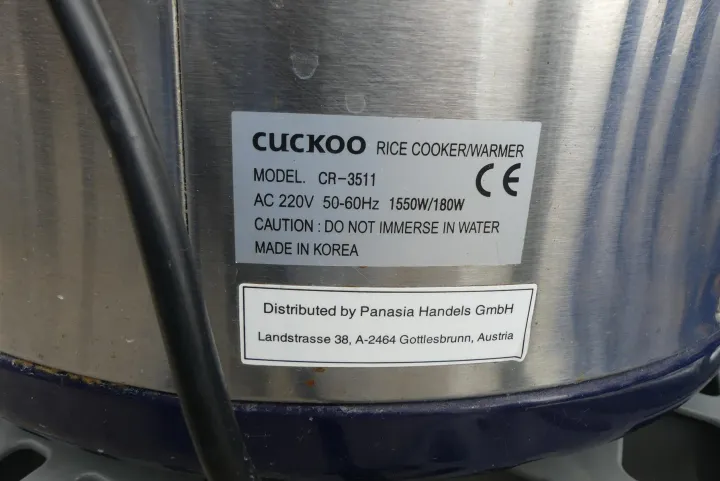 CUCKOO RICE COOKER/WARMER
MODEL. CR-3511 CE
AC 220V 50-60Hz 1550W/180W
CAUTION : DO NOT IMMERSE IN WATER
MADE IN KOREA
Distributed by Panasia Handels GmbH
Landstrasse 38, A-2464 Gottlesbrunn, Austria